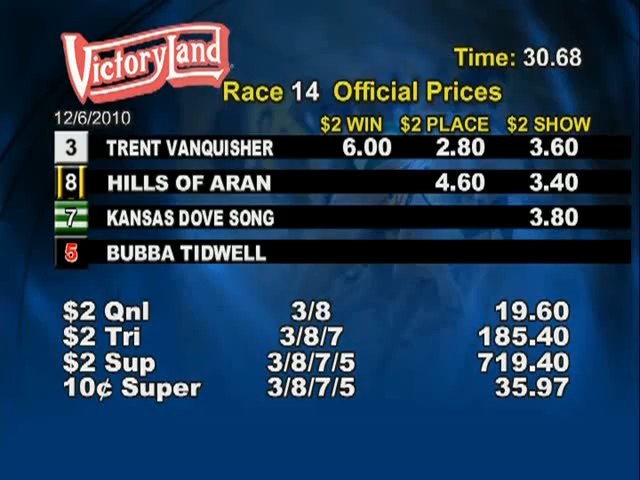 VictoryLand
Time: 30.68
Race 14 Official Prices
12/6/2010
$2 WIN $2 PLACE $2 SHOW
3 TRENT VANQUISHER 6.00 2.80 3.60
8 HILLS OF ARAN 4.60 3.40
7 KANSAS DOVE SONG 3.80
5 BUBBA TIDWELL
$2 Qnl 3/8 19.60
$2 Tri 3/8/7 185.40
$2 Sup 3/8/7/5 719.40
10¢ Super 3/8/7/5 35.97